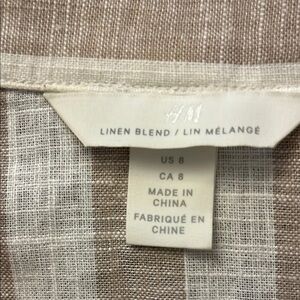 H&M
LINEN BLEND / LIN MÉLANGÉ
US 8
CA 8
MADE IN
CHINA
FABRIQUÉ EN
CHINE